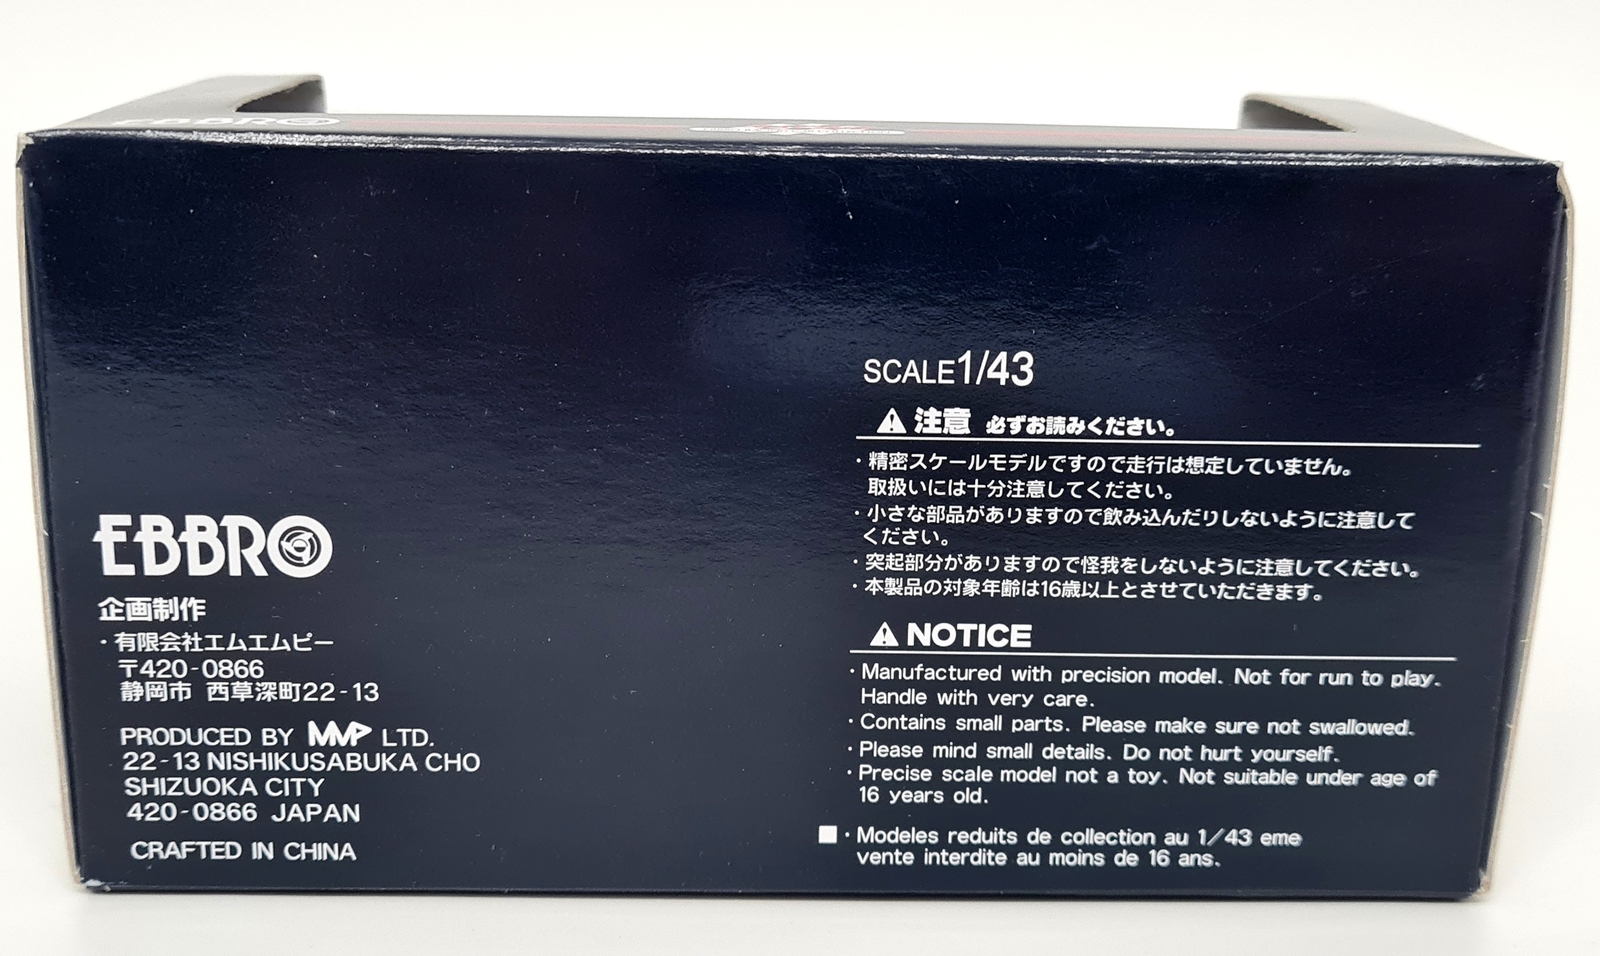 EBBRO
EBBRO
企画制作
・有限会社エムエムピー
〒420-0866
静岡市 西草深町22-13
PRODUCED BY MMP LTD.
22-13 NISHIKUSABUKA CHO
SHIZUOKA CITY
420-0866 JAPAN
CRAFTED IN CHINA
SCALE1/43
注意 必ずお読みください。
・精密スケールモデルですので走行は想定していません。
取扱いには十分注意してください。
・小さな部品がありますので飲み込んだりしないように注意して
ください。
・突起部分がありますので怪我をしないように注意してください。
・本製品の対象年齢は16歳以上とさせていただきます。
NOTICE
・Manufactured with precision model. Not for run to play.
Handle with very care.
・Contains small parts. Please make sure not swallowed.
・Please mind small details. Do not hurt yourself.
・Precise scale model not a toy. Not suitable under age of
16 years old.
■・Modeles reduits de collection au 1/43 eme
vente interdite au moins de 16 ans.